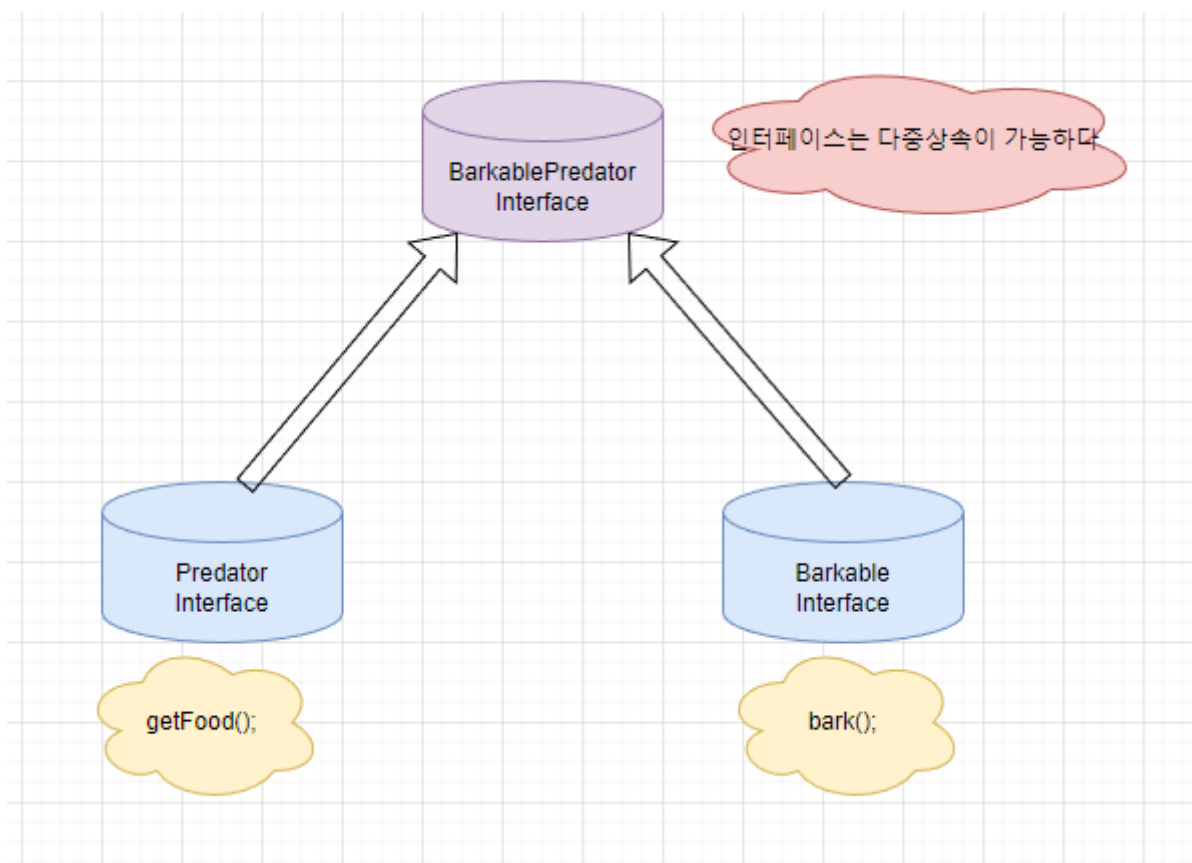 BarkablePredator
Interface
인터페이스는 다중상속이 가능하다
Predator
Interface
Barkable
Interface
getFood();
bark();